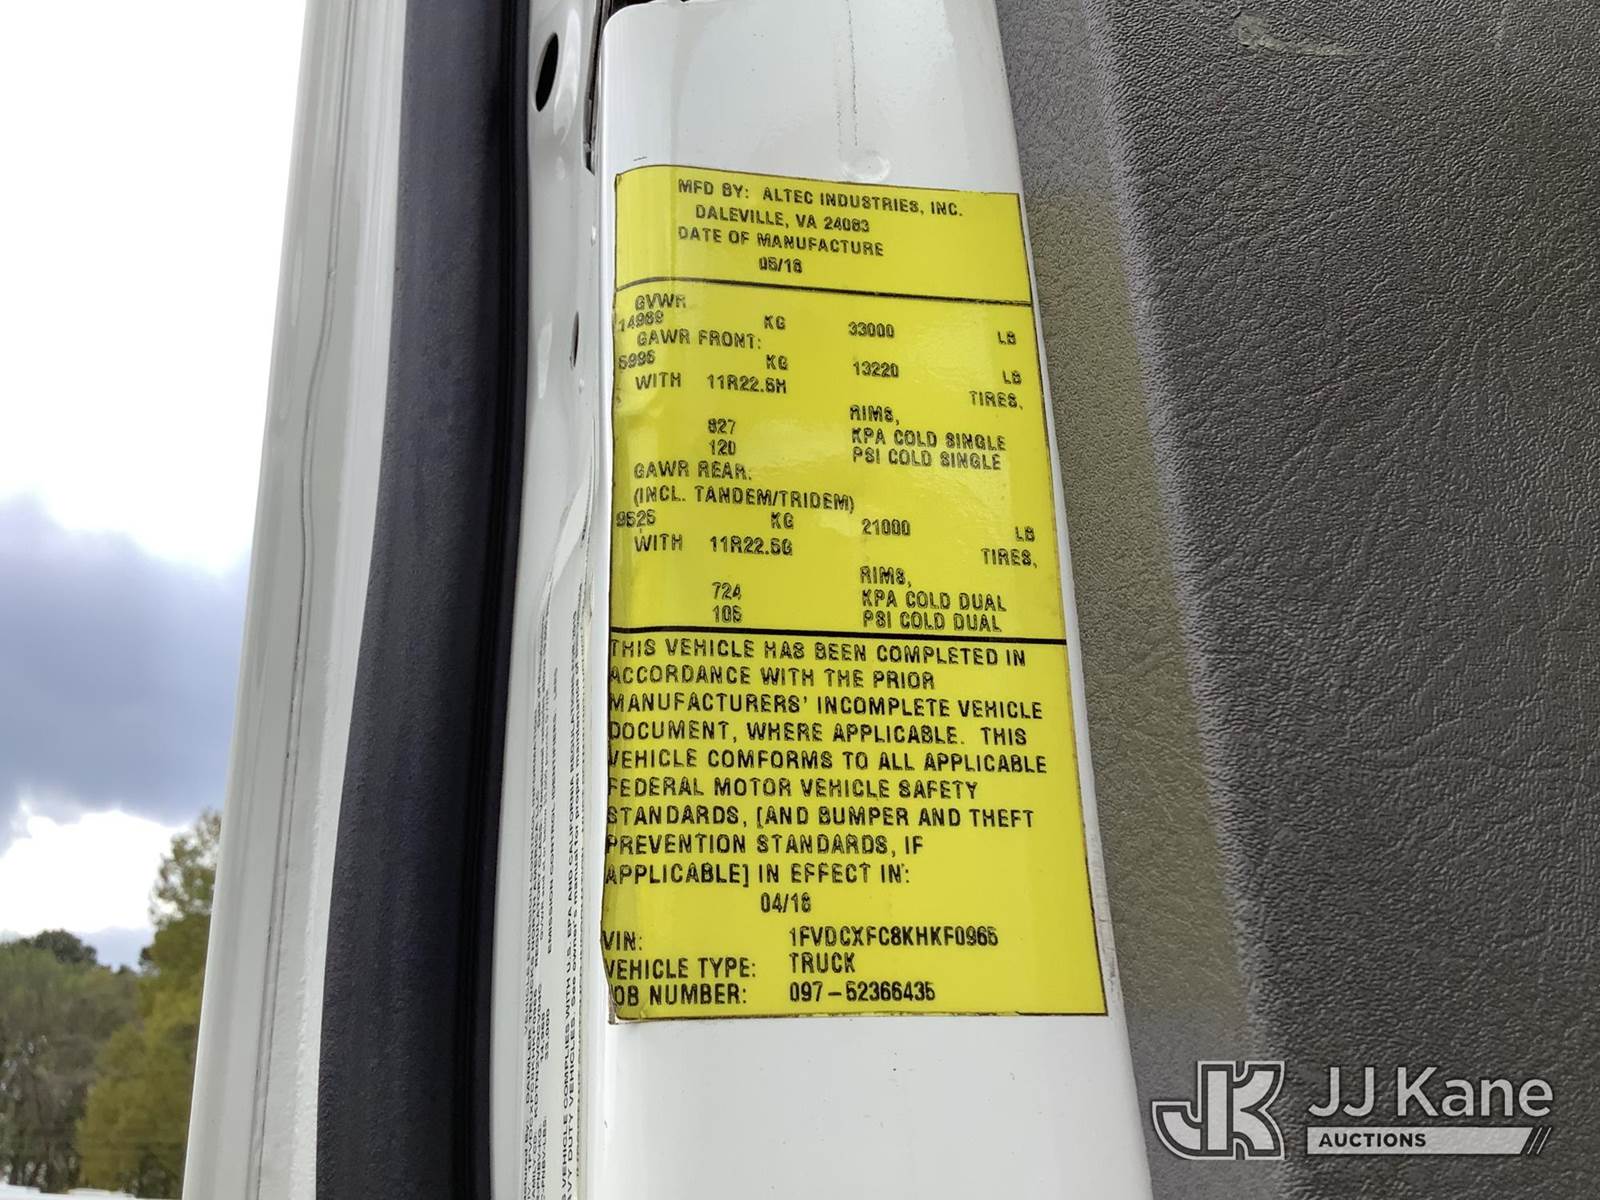 MFD BY: ALTEC INDUSTRIES, INC.
DALEVILLE, VA 24083
DATE OF MANUFACTURE
05/18
GVWR
14969 KG 33000 LB
GAWR FRONT:
5996 KG 13220 LB
WITH 11R22.5H TIRES,
RIMS,
827 KPA COLD SINGLE
120 PSI COLD SINGLE
GAWR REAR:
(INCL. TANDEM/TRIDEM)
9525 KG 21000 LB
WITH 11R22.5G TIRES,
RIMS,
724 KPA COLD DUAL
105 PSI COLD DUAL
THIS VEHICLE HAS BEEN COMPLETED IN
ACCORDANCE WITH THE PRIOR
MANUFACTURERS' INCOMPLETE VEHICLE
DOCUMENT, WHERE APPLICABLE. THIS
VEHICLE COMFORMS TO ALL APPLICABLE
FEDERAL MOTOR VEHICLE SAFETY
STANDARDS, [AND BUMPER AND THEFT
PREVENTION STANDARDS, IF
APPLICABLE] IN EFFECT IN:
04/18
VIN: 1FVDCXFC8KHKF0965
VEHICLE TYPE: TRUCK
JOB NUMBER: 097-52366435
JK JJ Kane
AUCTIONS